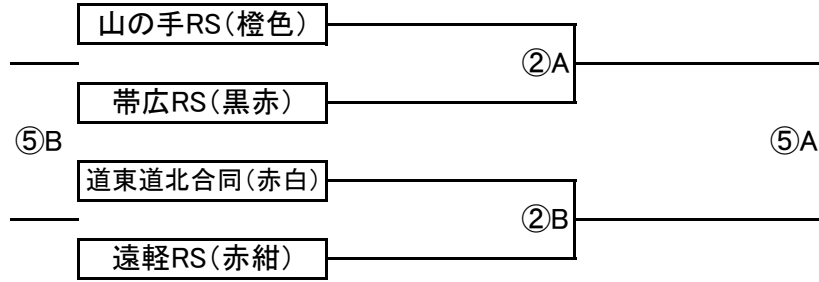 山の手RS（橙色）
②A
帯広RS（黒赤）
⑤B
⑤A
道東道北合同（赤白）
②B
遠軽RS（赤紺）